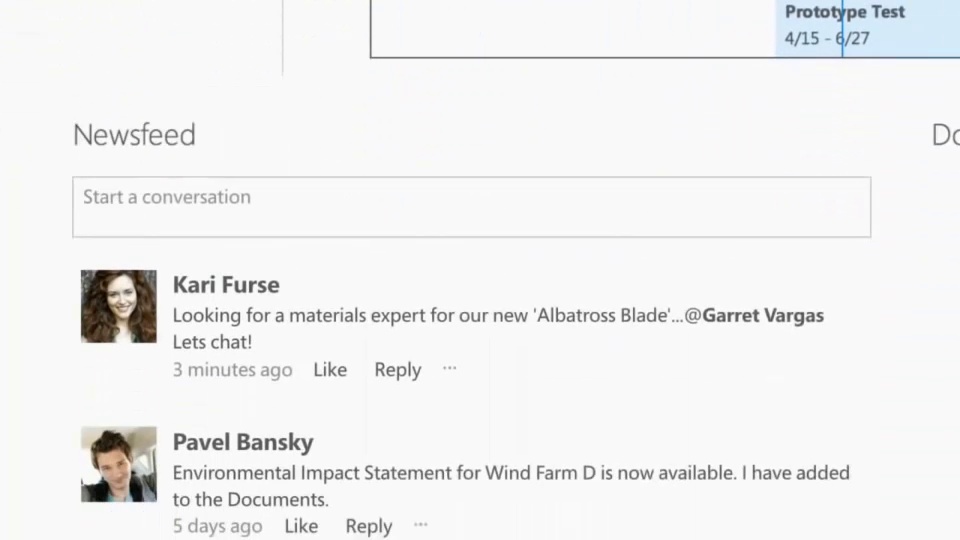 Prototype Test
4/15 - 6/27
Newsfeed
Start a conversation
Kari Furse
Looking for a materials expert for our new 'Albatross Blade'...@Garret Vargas
Lets chat!
3 minutes ago Like Reply ...
Pavel Bansky
Environmental Impact Statement for Wind Farm D is now available. I have added
to the Documents.
5 days ago Like Reply ...